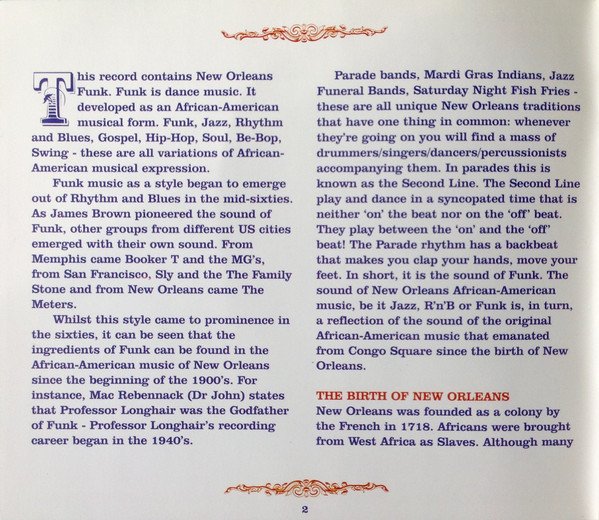 This record contains New Orleans
Funk. Funk is dance music. It
developed as an African-American
musical form. Funk, Jazz, Rhythm
and Blues, Gospel, Hip-Hop, Soul, Be-Bop,
Swing - these are all variations of African-
American musical expression.
Funk music as a style began to emerge
out of Rhythm and Blues in the mid-sixties.
As James Brown pioneered the sound of
Funk, other groups from different US cities
emerged with their own sound. From
Memphis came Booker T and the MG's,
from San Francisco, Sly and the The Family
Stone and from New Orleans came The
Meters.
Whilst this style came to prominence in
the sixties, it can be seen that the
ingredients of Funk can be found in the
African-American music of New Orleans
since the beginning of the 1900's. For
instance, Mac Rebennack (Dr John) states
that Professor Longhair was the Godfather
of Funk - Professor Longhair's recording
career began in the 1940's.
Parade bands, Mardi Gras Indians, Jazz
Funeral Bands, Saturday Night Fish Fries -
these are all unique New Orleans traditions
that have one thing in common: whenever
they're going on you will find a mass of
drummers/singers/dancers/percussionists
accompanying them. In parades this is
known as the Second Line. The Second Line
play and dance in a syncopated time that is
neither 'on' the beat nor on the 'off' beat.
They play between the 'on' and the 'off'
beat! The Parade rhythm has a backbeat
that makes you clap your hands, move your
feet. In short, it is the sound of Funk. The
sound of New Orleans African-American
music, be it Jazz, R'n'B or Funk is, in turn,
a reflection of the sound of the original
African-American music that emanated
from Congo Square since the birth of New
Orleans.
THE BIRTH OF NEW ORLEANS
New Orleans was founded as a colony by
the French in 1718. Africans were brought
from West Africa as Slaves. Although many
2